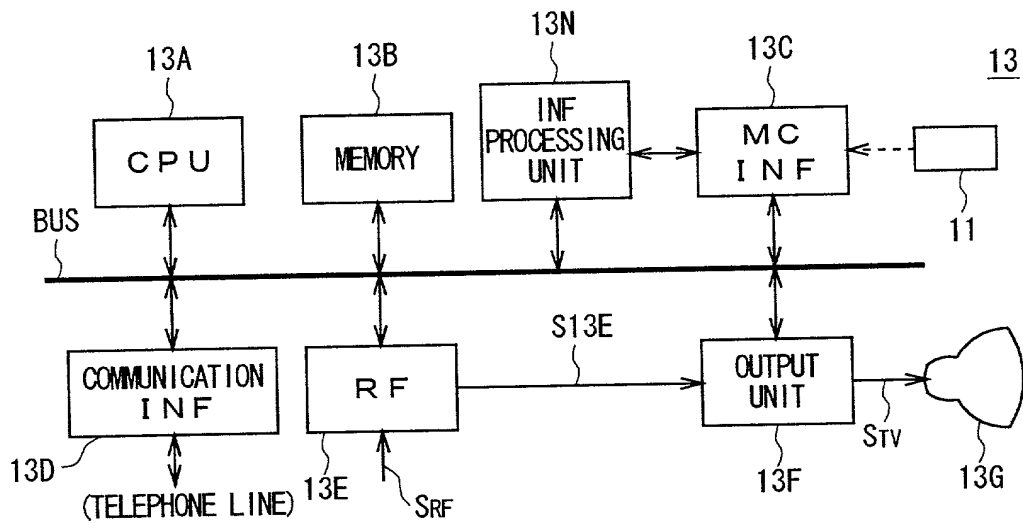 13A
13B
13N
13C
13
CPU
MEMORY
INF
PROCESSING
UNIT
MC
INF
11
BUS
S13E
COMMUNICATION
INF
RF
OUTPUT
UNIT
STV
13D
13E
SRF
13F
13G
(TELEPHONE LINE)